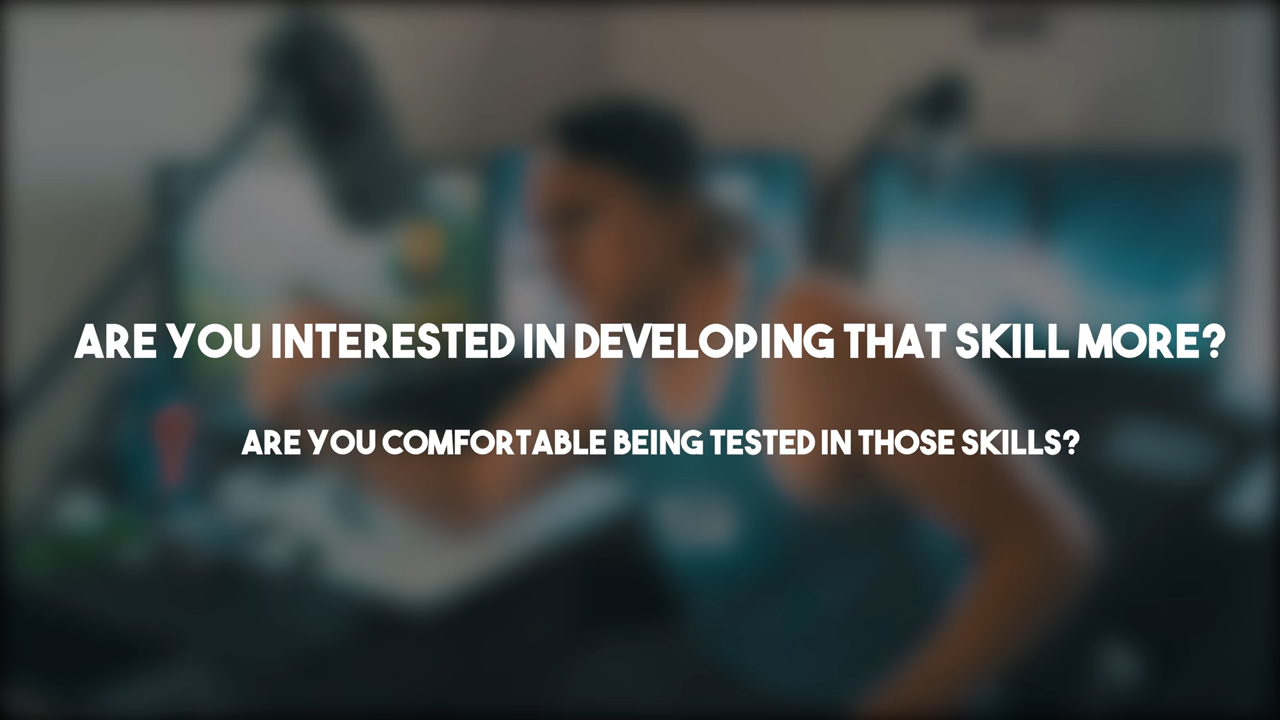 ARE YOU INTERESTED IN DEVELOPING THAT SKILL MORE?
ARE YOU COMFORTABLE BEING TESTED IN THOSE SKILLS?